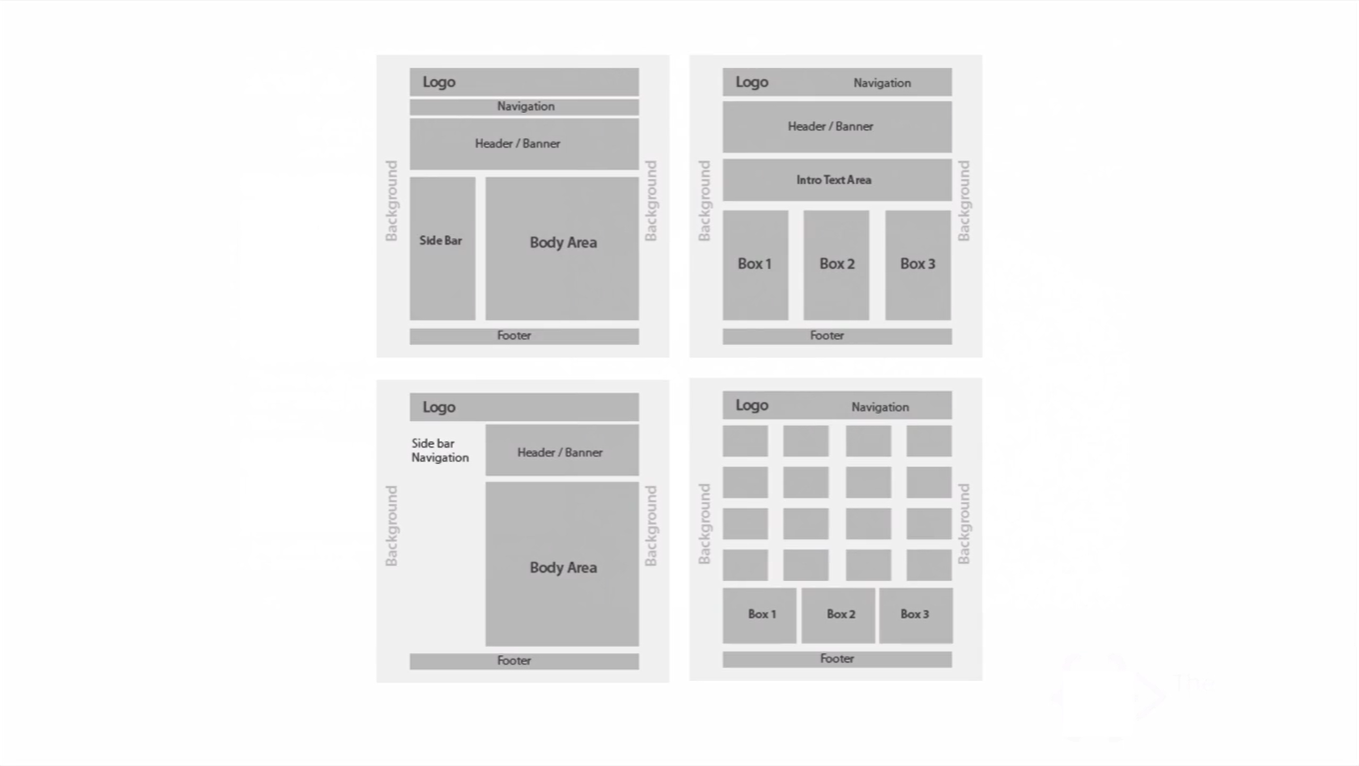 Logo
Navigation
Header / Banner
Background
Side Bar
Body Area
Background
Footer
Logo Navigation
Header / Banner
Intro Text Area
Background
Box 1 Box 2 Box 3
Background
Footer
Logo
Side bar
Navigation
Header / Banner
Background
Body Area
Background
Footer
Logo Navigation
Background
Background
Box 1 Box 2 Box 3
Footer